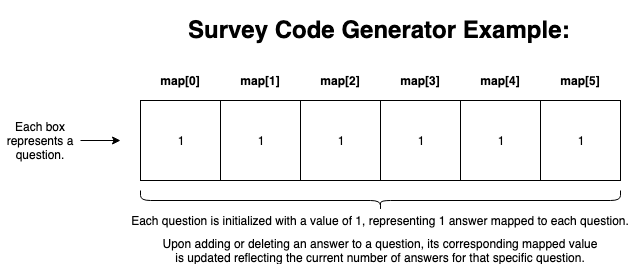 Survey Code Generator Example:
map[0] map[1] map[2] map[3] map[4] map[5]
Each box
represents a
question.
1 1 1 1 1 1
Each question is initialized with a value of 1, representing 1 answer mapped to each question.
Upon adding or deleting an answer to a question, its corresponding mapped value
is updated reflecting the current number of answers for that specific question.